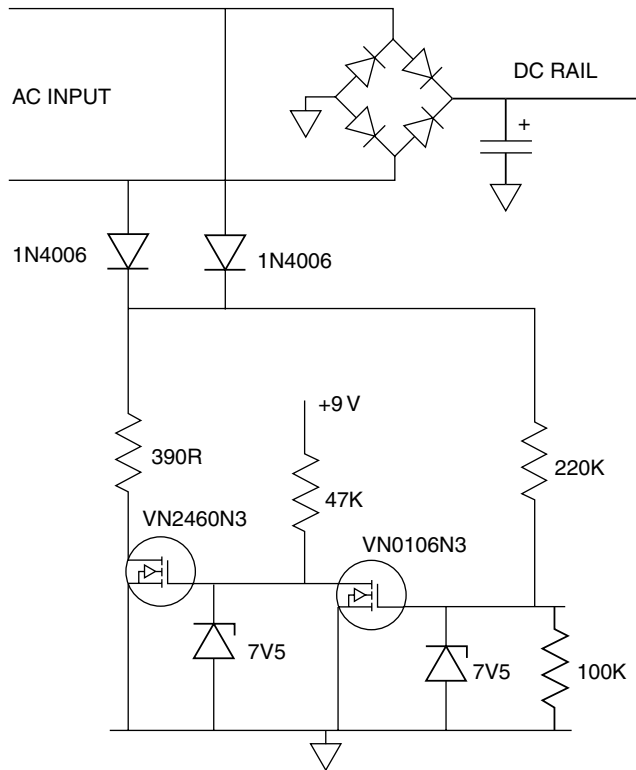 DC RAIL
AC INPUT
+
1N4006
1N4006
+9 V
390R
47K
220K
VN2460N3
VN0106N3
7V5
7V5
100K